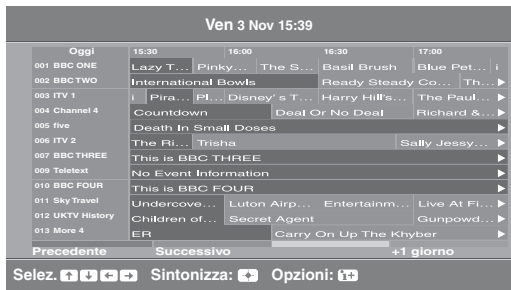 Ven 3 Nov 15:39
Oggi 15:30 16:00 16:30 17:00
001 BBC ONE Lazy T... Pinky... The S... Basil Brush Blue Pet... i
002 BBC TWO International Bowls Ready Steady Co... Th...
003 ITV 1 i Pira... Pl... Disney's T... Harry Hill's... The Paul...
004 Channel 4 Countdown Deal Or No Deal Richard &...
005 five Death In Small Doses
006 ITV 2 The Ri... Trisha Sally Jessy...
007 BBC THREE This is BBC THREE
009 Teletext No Event Information
010 BBC FOUR This is BBC FOUR
011 Sky Travel Undercove... Luton Airp... Entertainm... Live At Fi...
012 UKTV History Children of... Secret Agent Gunpowd...
013 More 4 ER Carry On Up The Khyber
Precedente Successivo +1 giorno
Selez. Sintonizza: Opzioni: i+